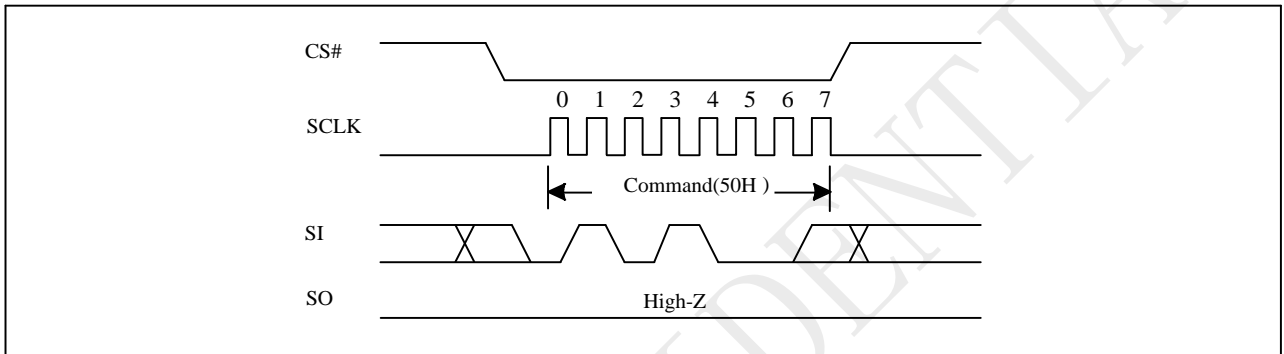 CS#
0 1 2 3 4 5 6 7
SCLK
Command(50H )
SI
SO
High-Z